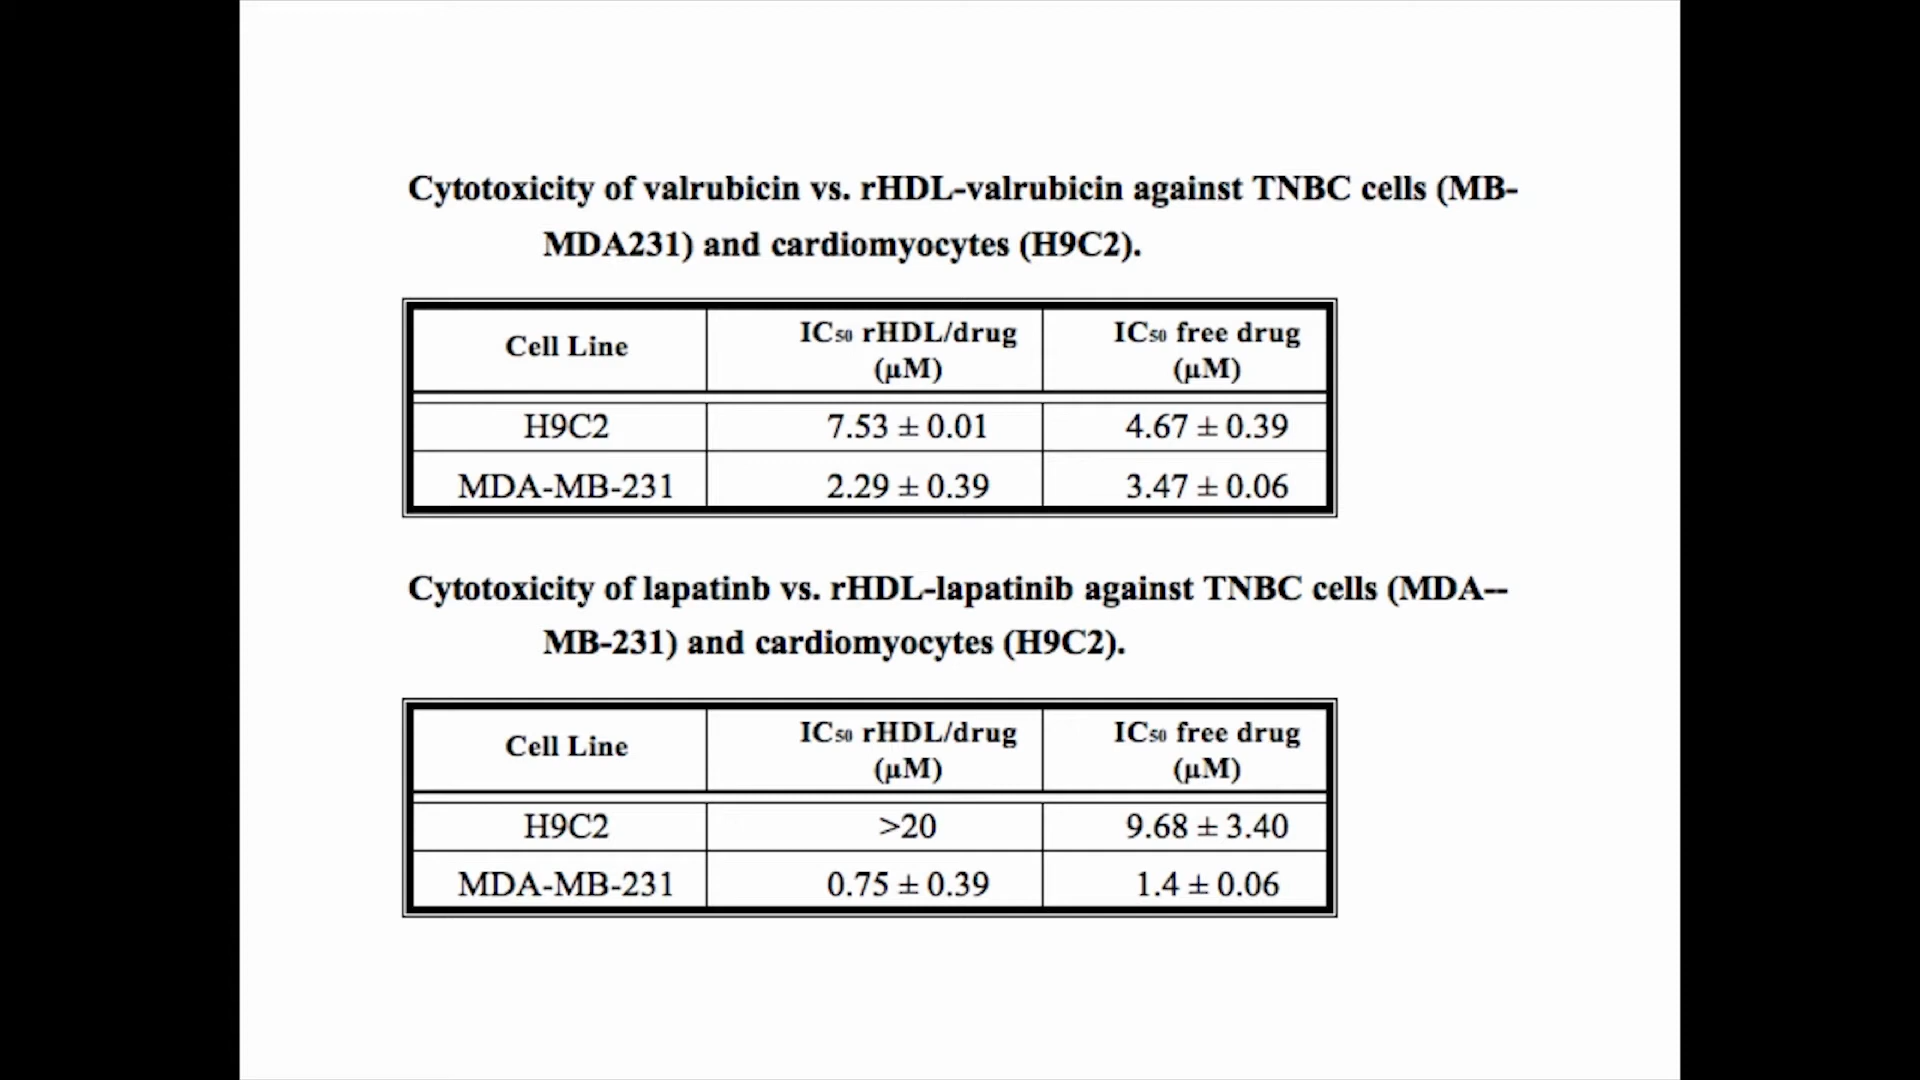 Cytotoxicity of valrubicin vs. rHDL-valrubicin against TNBC cells (MB-
MDA231) and cardiomyocytes (H9C2).
Cell Line IC50 rHDL/drug (µM) IC50 free drug (µM)
H9C2 7.53 ± 0.01 4.67 ± 0.39
MDA-MB-231 2.29 ± 0.39 3.47 ± 0.06
Cytotoxicity of lapatinb vs. rHDL-lapatinib against TNBC cells (MDA--
MB-231) and cardiomyocytes (H9C2).
Cell Line IC50 rHDL/drug (µM) IC50 free drug (µM)
H9C2 >20 9.68 ± 3.40
MDA-MB-231 0.75 ± 0.39 1.4 ± 0.06